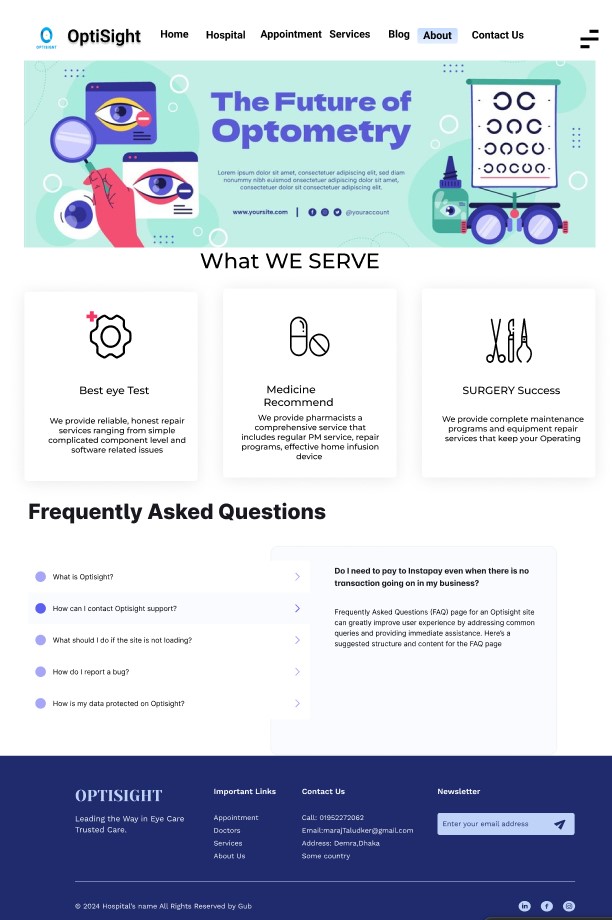 OPTISIGHT
OptiSight
Home
Hospital
Appointment
Services
Blog
About
Contact Us
The Future of
Optometry
Lorem ipsum dolor sit amet, consectetuer adipiscing elit, sed diam
nonummy nibh euismod onsectetuer adipiscing dolor sit amet,
consectetuer dolor sit consectetuer adipiscing elit.
www.yoursite.com
@youraccount
What WE SERVE
Best eye Test
We provide reliable, honest repair
services ranging from simple
complicated component level and
software related issues
Medicine
Recommend
We provide pharmacists a
comprehensive service that
includes regular PM service, repair
programs, effective home infusion
device
SURGERY Success
We provide complete maintenance
programs and equipment repair
services that keep your Operating
Frequently Asked Questions
What is Optisight?
How can I contact Optisight support?
What should I do if the site is not loading?
How do I report a bug?
How is my data protected on Optisight?
Do I need to pay to Instapay even when there is no
transaction going on in my business?
Frequently Asked Questions (FAQ) page for an Optisight site
can greatly improve user experience by addressing common
queries and providing immediate assistance. Here's a
suggested structure and content for the FAQ page
OPTISIGHT
Leading the Way in Eye Care
Trusted Care.
Important Links
Appointment
Doctors
Services
About Us
Contact Us
Call: 01952272062
Email:marajTaludker@gmail.com
Address: Demra,Dhaka
Some country
Newsletter
Enter your email address
© 2024 Hospital's name All Rights Reserved by Gub